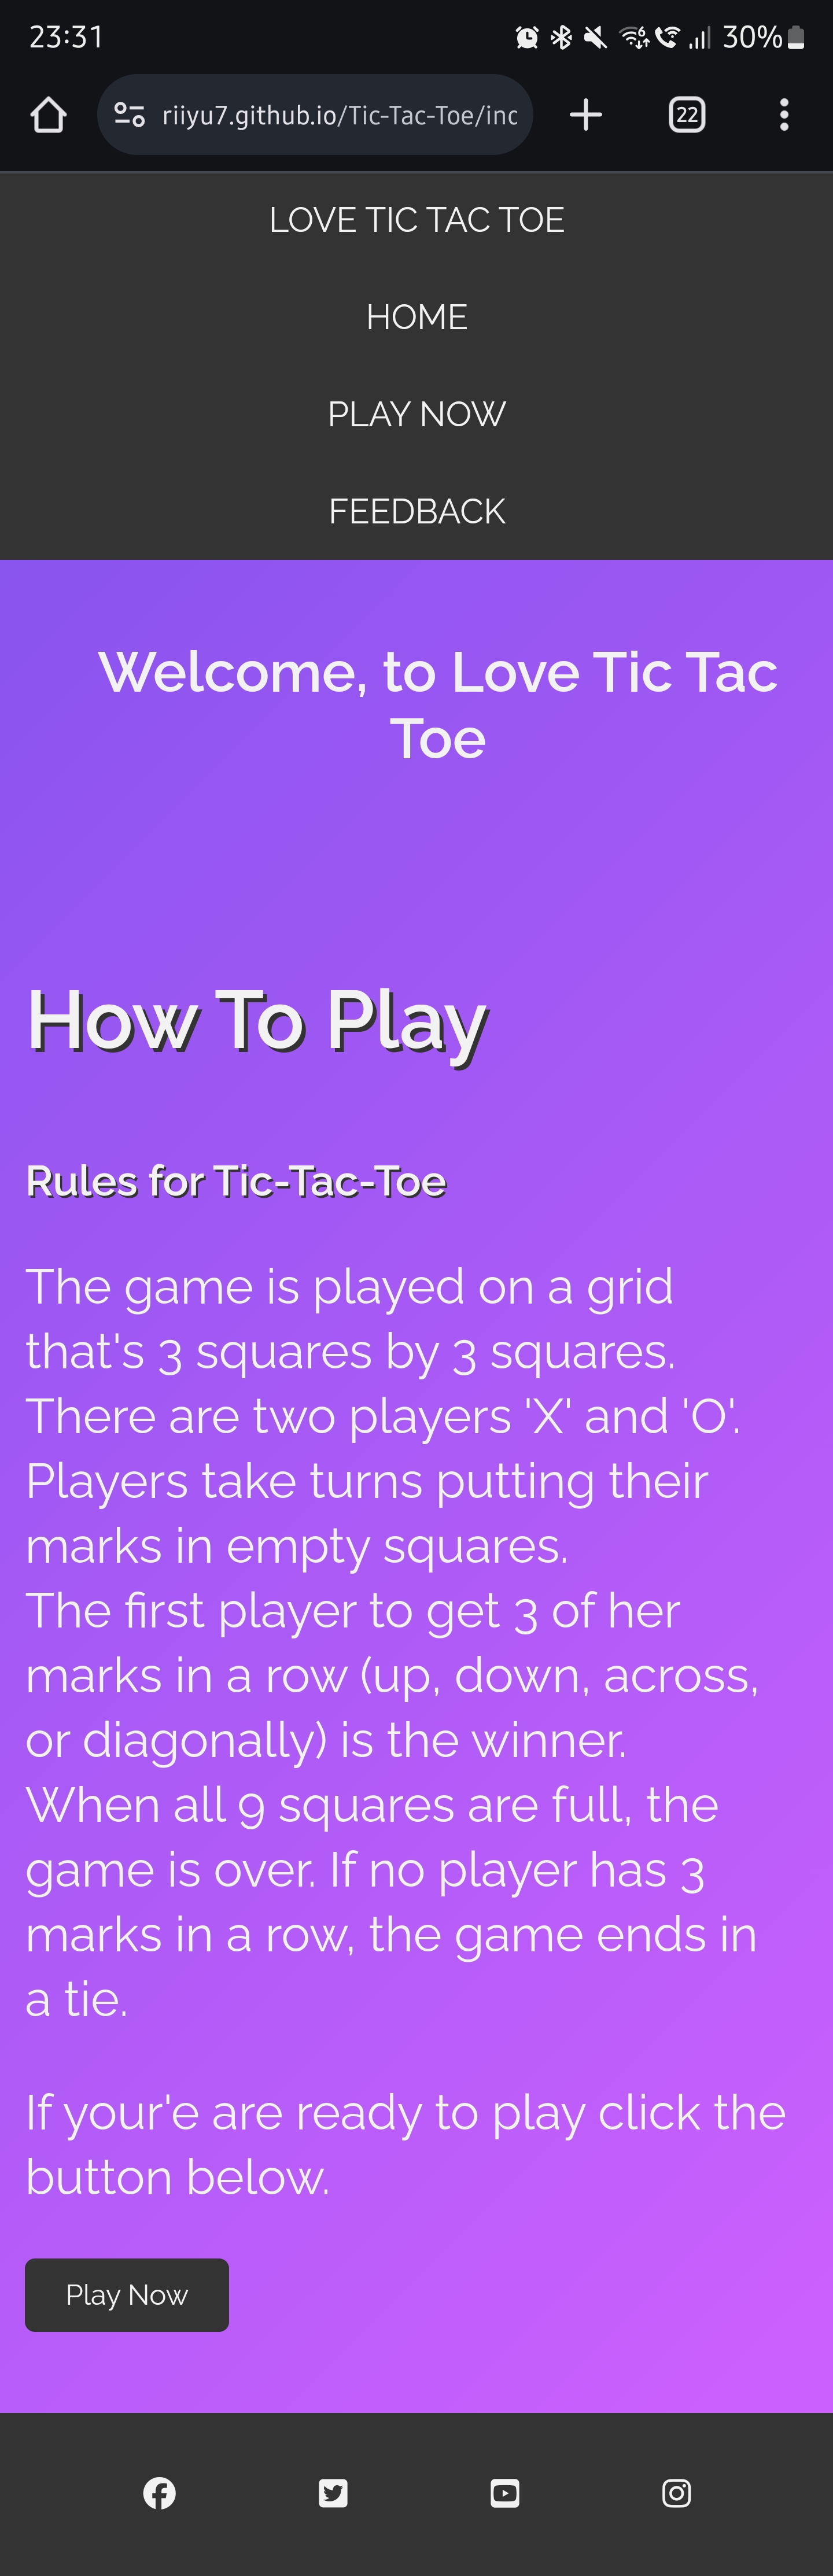 23:31
6
30%
riiyu7.github.io/Tic-Tac-Toe/inc
22
LOVE TIC TAC TOE
HOME
PLAY NOW
FEEDBACK
Welcome, to Love Tic Tac
Toe
How To Play
Rules for Tic-Tac-Toe
The game is played on a grid
that's 3 squares by 3 squares.
There are two players 'X' and 'O'.
Players take turns putting their
marks in empty squares.
The first player to get 3 of her
marks in a row (up, down, across,
or diagonally) is the winner.
When all 9 squares are full, the
game is over. If no player has 3
marks in a row, the game ends in
a tie.
If your'e are ready to play click the
button below.
Play Now